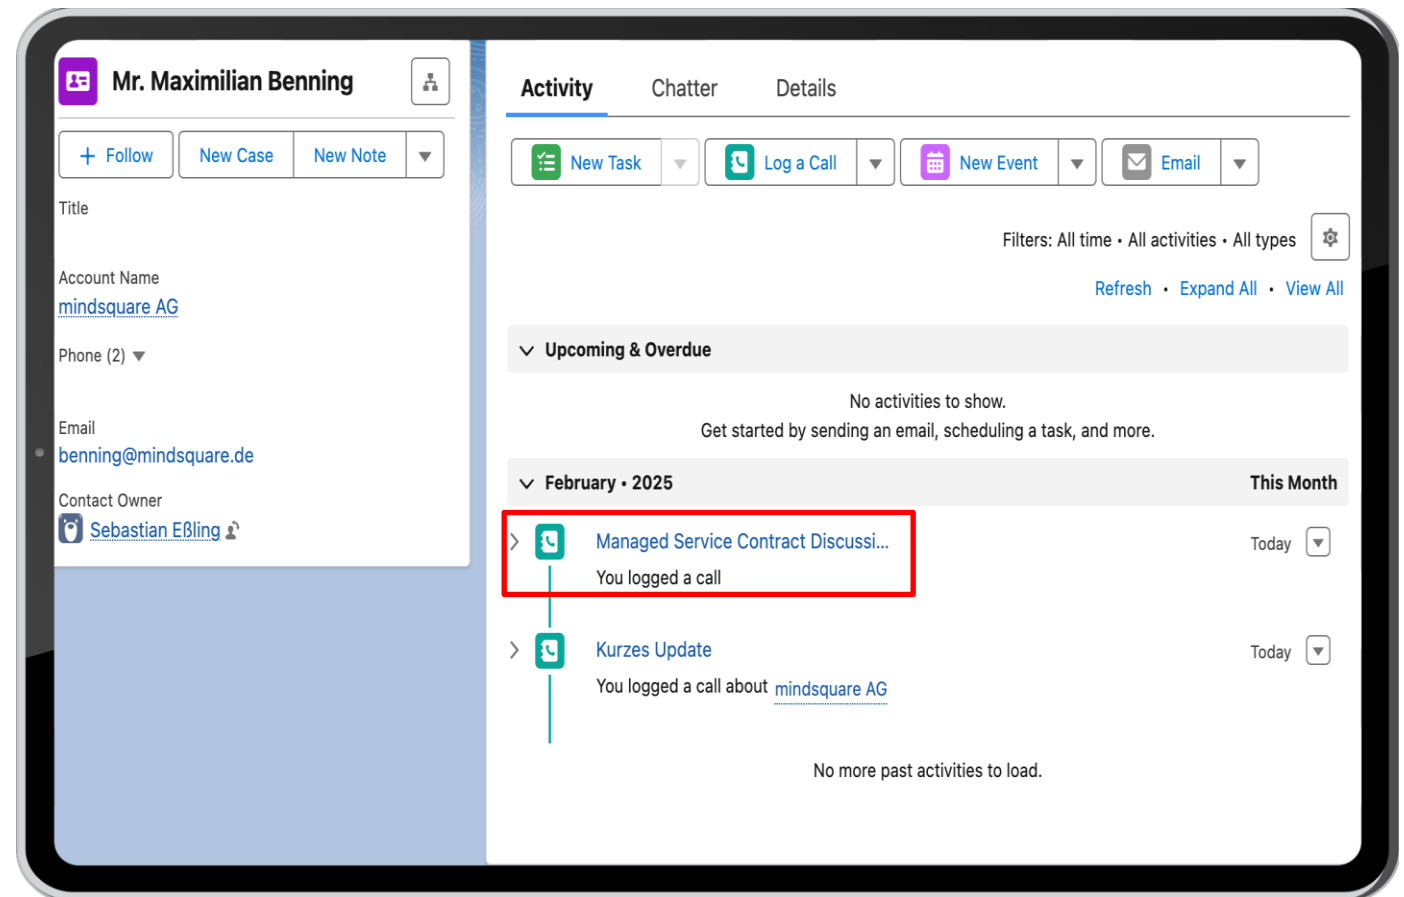 Mr. Maximilian Benning
+ Follow
New Case
New Note
Title
Account Name
mindsquare AG
Phone (2)
Email
benning@mindsquare.de
Contact Owner
Sebastian Eßling
Activity
Chatter
Details
New Task
Log a Call
New Event
Email
Filters: All time • All activities • All types
Refresh • Expand All • View All
Upcoming & Overdue
No activities to show.
Get started by sending an email, scheduling a task, and more.
February • 2025 This Month
Managed Service Contract Discussi... Today
You logged a call
Kurzes Update Today
You logged a call about mindsquare AG
No more past activities to load.